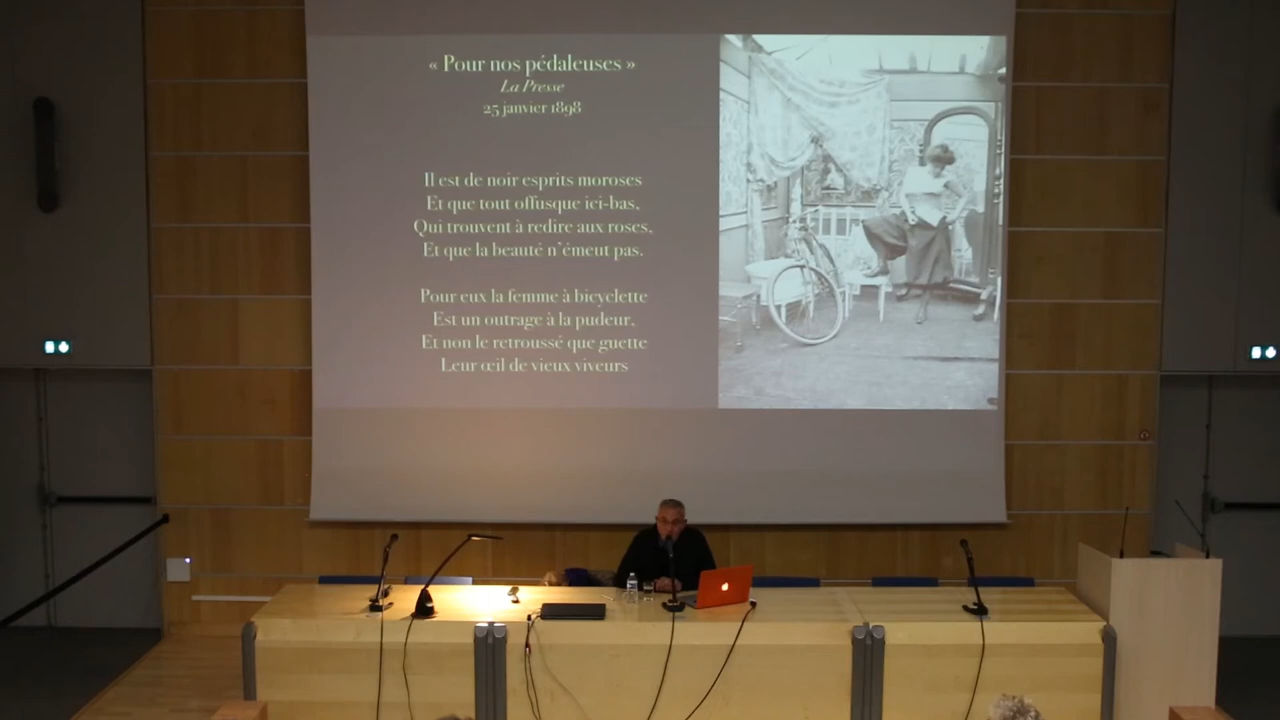 « Pour nos pédaleuses »
La Presse
25 janvier 1898
Il est de noir esprits moroses
Et que tout offusque ici-bas,
Qui trouvent à redire aux roses,
Et que la beauté n'émeut pas.
Pour eux la femme à bicyclette
Est un outrage à la pudeur,
Et non le retroussé que guette
Leur œil de vieux viveurs